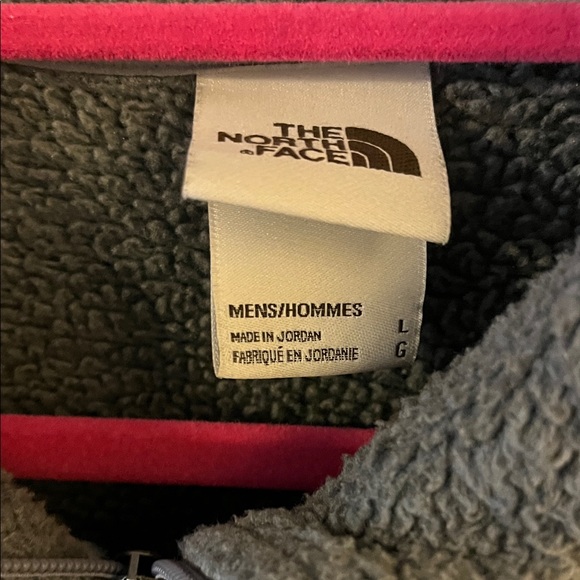 THE
NORTH
FACE
MENS/HOMMES L
MADE IN JORDAN G
FABRIQUÉ EN JORDANIE